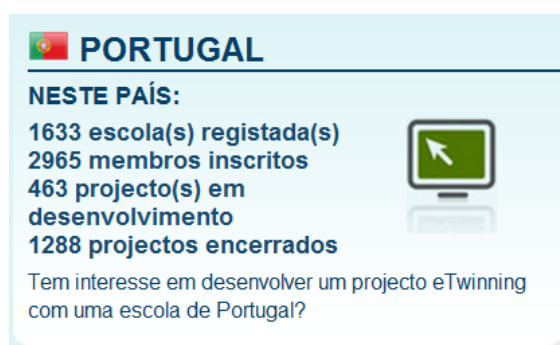 PORTUGAL
NESTE PAÍS:
1633 escola(s) registada(s)
2965 membros inscritos
463 projecto(s) em
desenvolvimento
1288 projectos encerrados
Tem interesse em desenvolver um projecto eTwinning
com uma escola de Portugal?